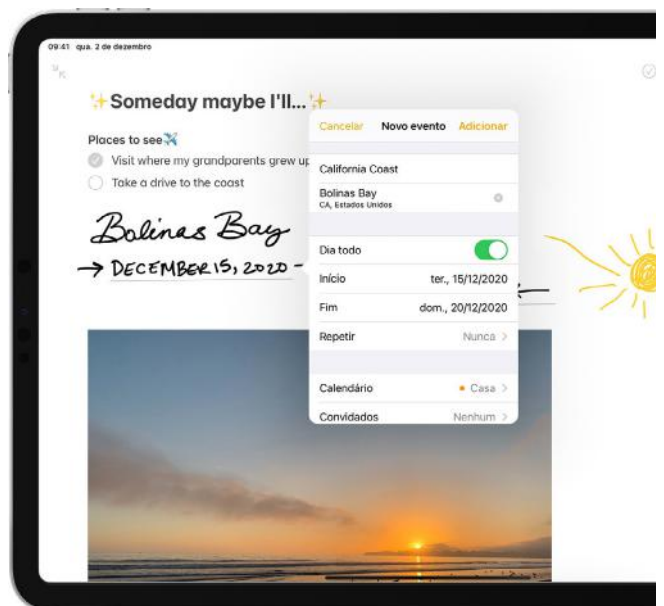 09:41 qua. 2 de dezembro
✨Someday maybe I'll...✨
Places to see✈️
Visit where my grandparents grew up
Take a drive to the coast
Bolinas Bay
→ DECEMBER 15, 2020 -
Cancelar Novo evento Adicionar
California Coast
Bolinas Bay
CA, Estados Unidos
Dia todo
Início ter., 15/12/2020
Fim dom., 20/12/2020
Repetir Nunca >
Calendário Casa >
Convidados Nenhum >